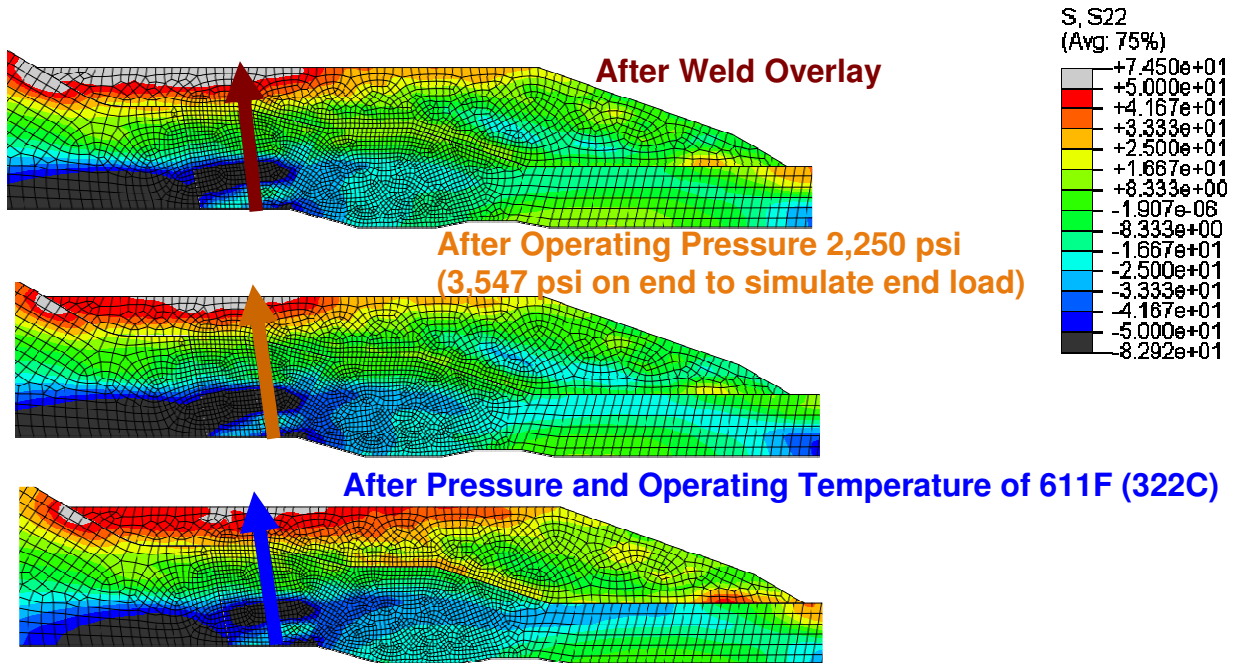 S, S22
(Avg: 75%)
+7.450e+01
+5.000e+01
+4.167e+01
+3.333e+01
+2.500e+01
+1.667e+01
+8.333e+00
-1.907e-06
-8.333e+00
-1.667e+01
-2.500e+01
-3.333e+01
-4.167e+01
-5.000e+01
-8.292e+01
After Weld Overlay
After Operating Pressure 2,250 psi
(3,547 psi on end to simulate end load)
After Pressure and Operating Temperature of 611F (322C)